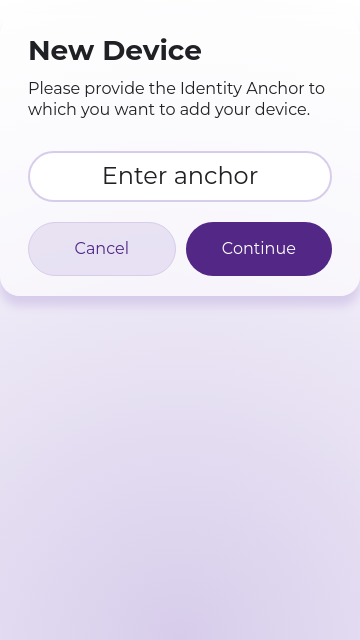 New Device
Please provide the Identity Anchor to
which you want to add your device.
Enter anchor
Cancel
Continue